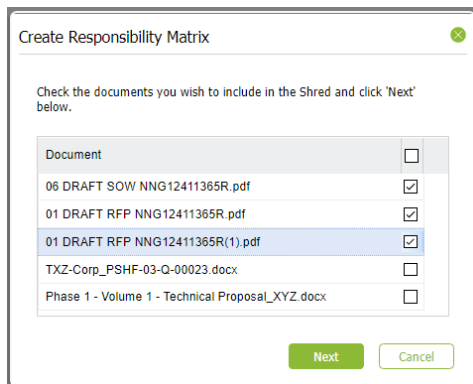 Create Responsibility Matrix
Check the documents you wish to include in the Shred and click 'Next'
below.
Document
06 DRAFT SOW NNG12411365R.pdf
01 DRAFT RFP NNG12411365R.pdf
01 DRAFT RFP NNG12411365R(1).pdf
TXZ-Corp_PSHF-03-Q-00023.docx
Phase 1 - Volume 1 - Technical Proposal_XYZ.docx
Next Cancel